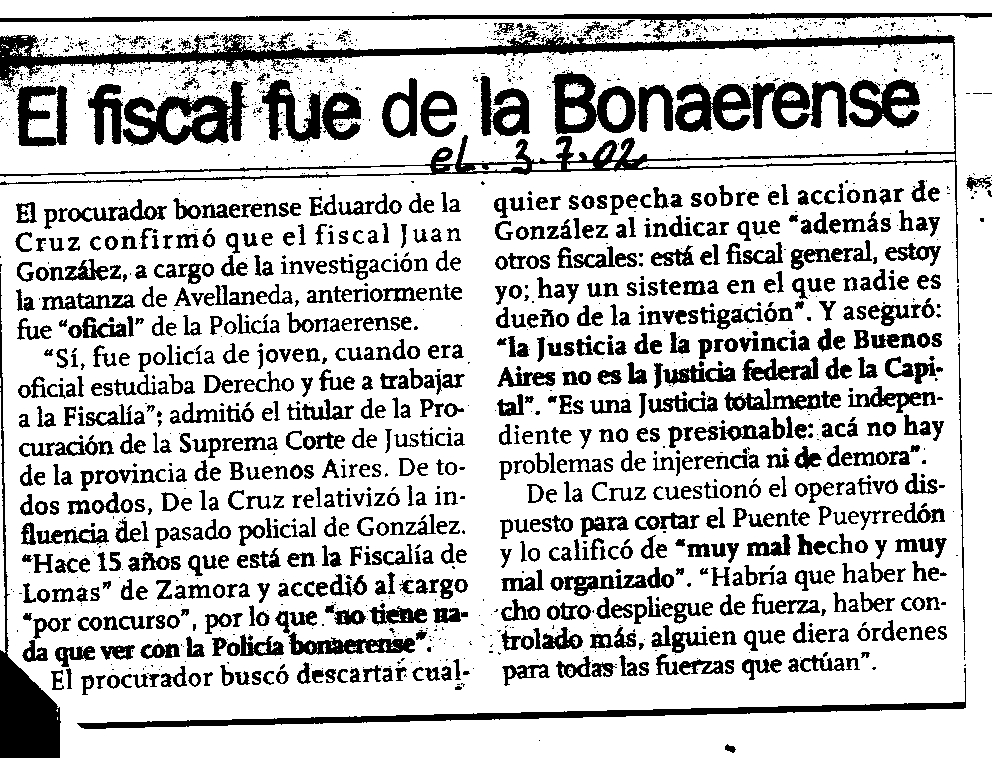 El fiscal fue de la Bonaerense
eL. 3.7.02
El procurador bonaerense Eduardo de la
Cruz confirmó que el fiscal Juan
González, a cargo de la investigación de
la matanza de Avellaneda, anteriormente
fue “oficial” de la Policía bonaerense.
“Sí, fue policía de joven, cuando era
oficial estudiaba Derecho y fue a trabajar
a la Fiscalía”; admitió el titular de la Pro-
curación de la Suprema Corte de Justicia
de la provincia de Buenos Aires. De to-
dos modos, De la Cruz relativizó la in-
fluencia del pasado policial de González.
“Hace 15 años que está en la Fiscalía de
Lomas” de Zamora y accedió al cargo
“por concurso”, por lo que “no tiene na-
da que ver con la Policía bonaerense”.
El procurador buscó descartar cual-
quier sospecha sobre el accionar de
González al indicar que “además hay
otros fiscales: está el fiscal general, estoy
yo; hay un sistema en el que nadie es
dueño de la investigación”. Y aseguró:
“la Justicia de la provincia de Buenos
Aires no es la Justicia federal de la Capi-
tal”. “Es una Justicia totalmente indepen-
diente y no es presionable: acá no hay
problemas de injerencia ni de demora”.
De la Cruz cuestionó el operativo dis-
puesto para cortar el Puente Pueyrredón
y lo calificó de “muy mal hecho y muy
mal organizado”. “Habría que haber he-
cho otro despliegue de fuerza, haber con-
trolado más, alguien que diera órdenes
para todas las fuerzas que actúan”.